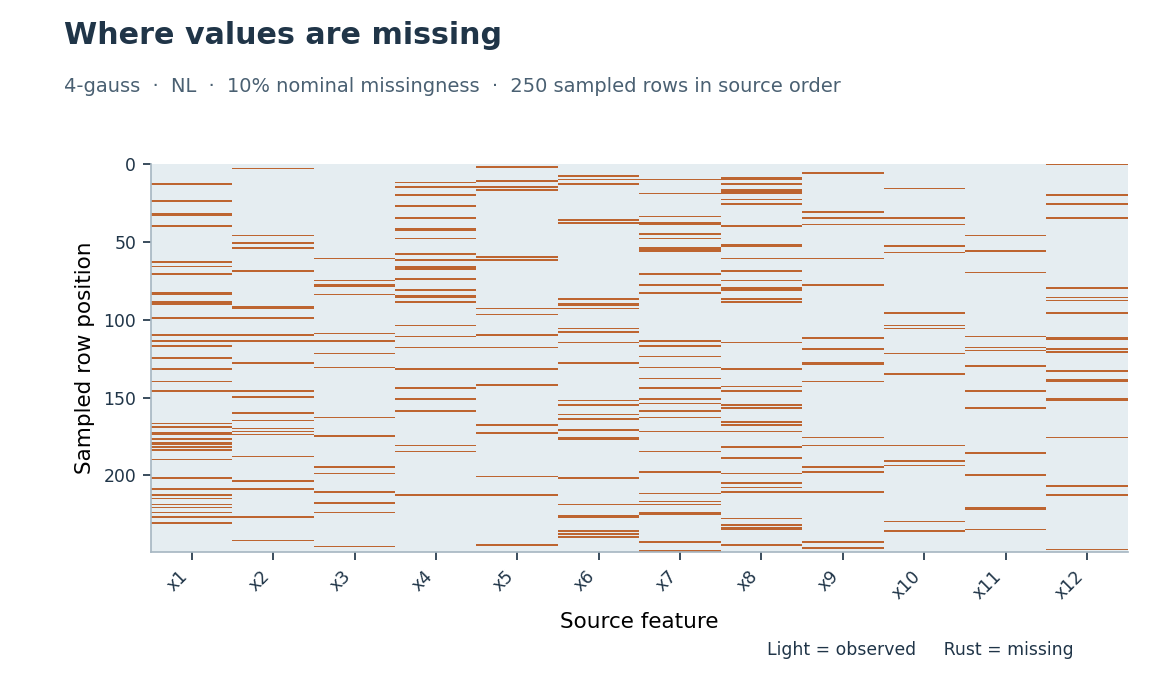 Where values are missing
4-gauss · NL · 10% nominal missingness · 250 sampled rows in source order
Sampled row position
0
50
100
150
200
x1 x2 x3 x4 x5 x6 x7 x8 x9 x10 x11 x12
Source feature
Light = observed Rust = missing